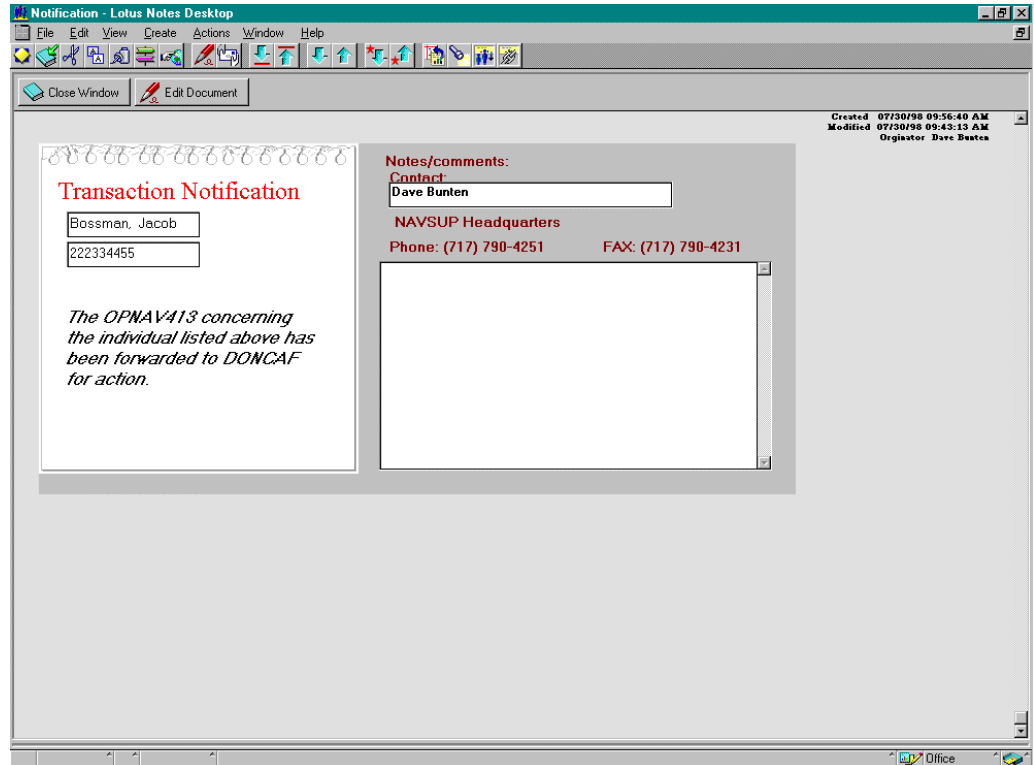 Notification - Lotus Notes Desktop
File Edit View Create Actions Window Help
Close Window Edit Document
Created 07/30/98 09:56:40 AM
Modified 07/30/98 09:43:13 AM
Orginator Dave Bunten
Transaction Notification
Bossman, Jacob
222334455
The OPNAV413 concerning
the individual listed above has
been forwarded to DONCAF
for action.
Notes/comments:
Contact:
Dave Bunten
NAVSUP Headquarters
Phone: (717) 790-4251 FAX: (717) 790-4231
Office